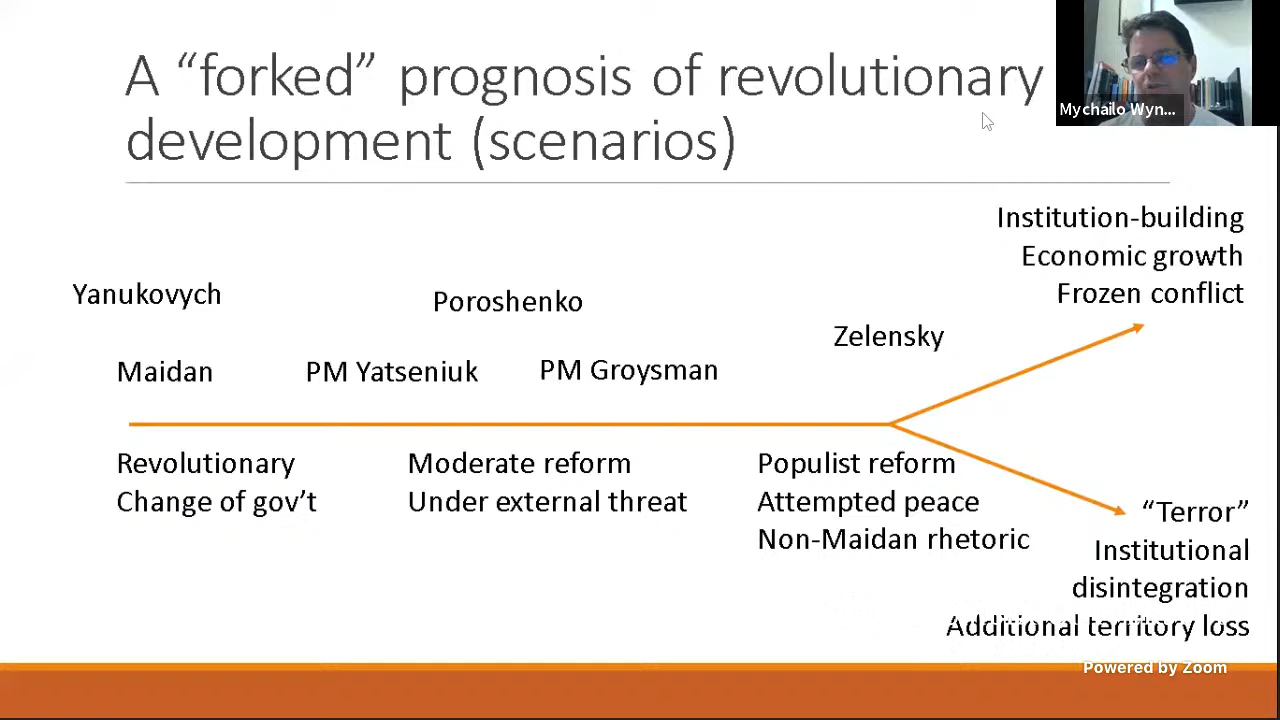 A “forked” prognosis of revolutionary
development (scenarios)
Mychailo Wyn...
Institution-building
Economic growth
Frozen conflict
Yanukovych
Poroshenko
Zelensky
Maidan
PM Yatseniuk
PM Groysman
Revolutionary
Change of gov’t
Moderate reform
Under external threat
Populist reform
Attempted peace
Non-Maidan rhetoric
“Terror”
Institutional
disintegration
Additional territory loss
Powered by Zoom